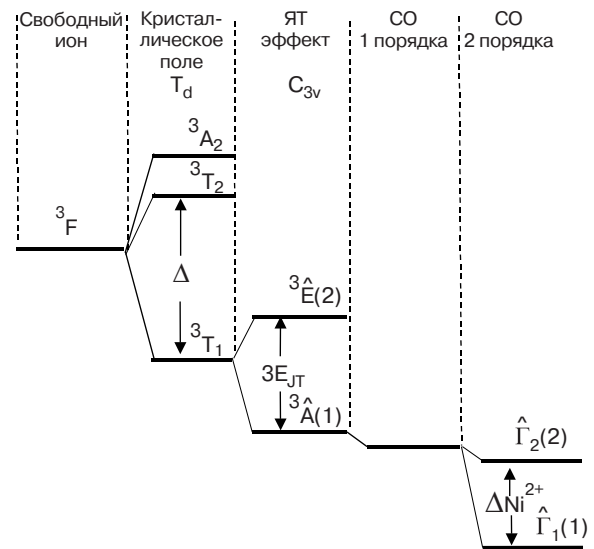 Свободный
ион
Кристал-
лическое
поле
T_d
ЯТ
эффект
C_3v
СО
1 порядка
СО
2 порядка
³A₂
³T₂
³F
Δ
³T₁
³Ê(2)
3E_JT
³Â(1)
Γ̂₂(2)
ΔNi²⁺
Γ̂₁(1)